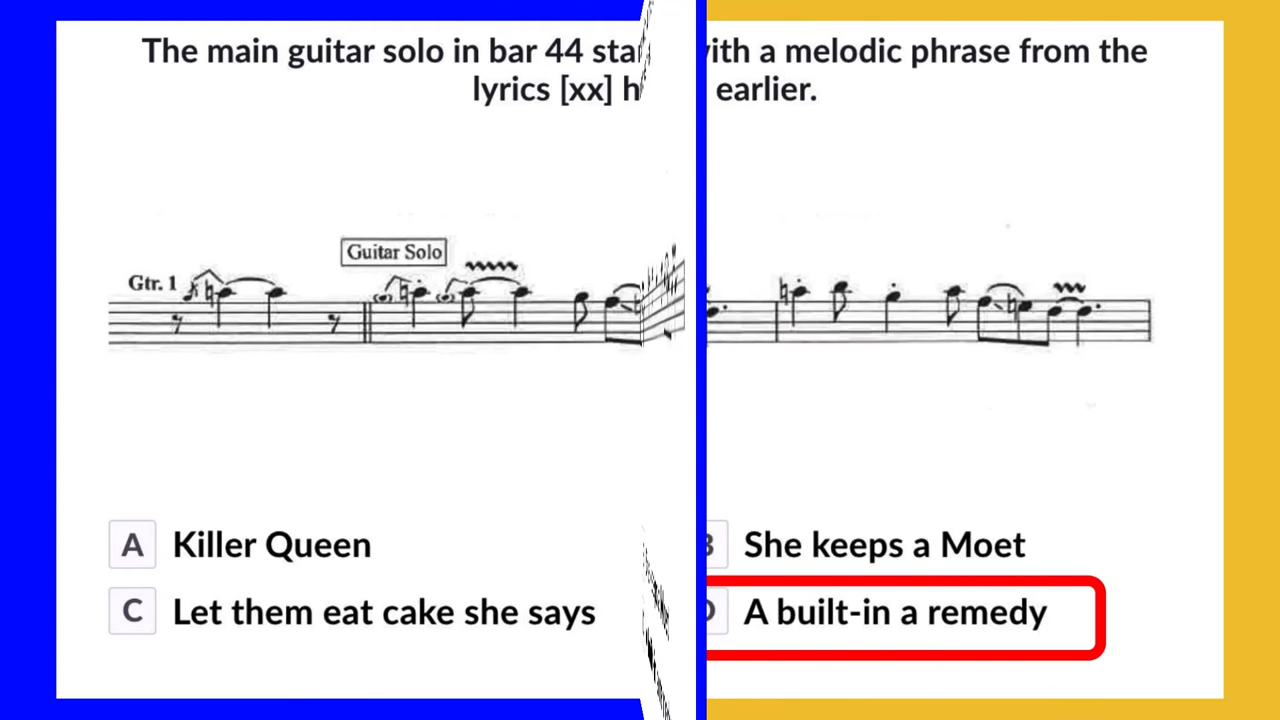 The main guitar solo in bar 44 sta with a melodic phrase from the
lyrics [xx] h earlier.
Guitar Solo
Gtr. 1
A Killer Queen
B She keeps a Moet
C Let them eat cake she says
D A built-in a remedy